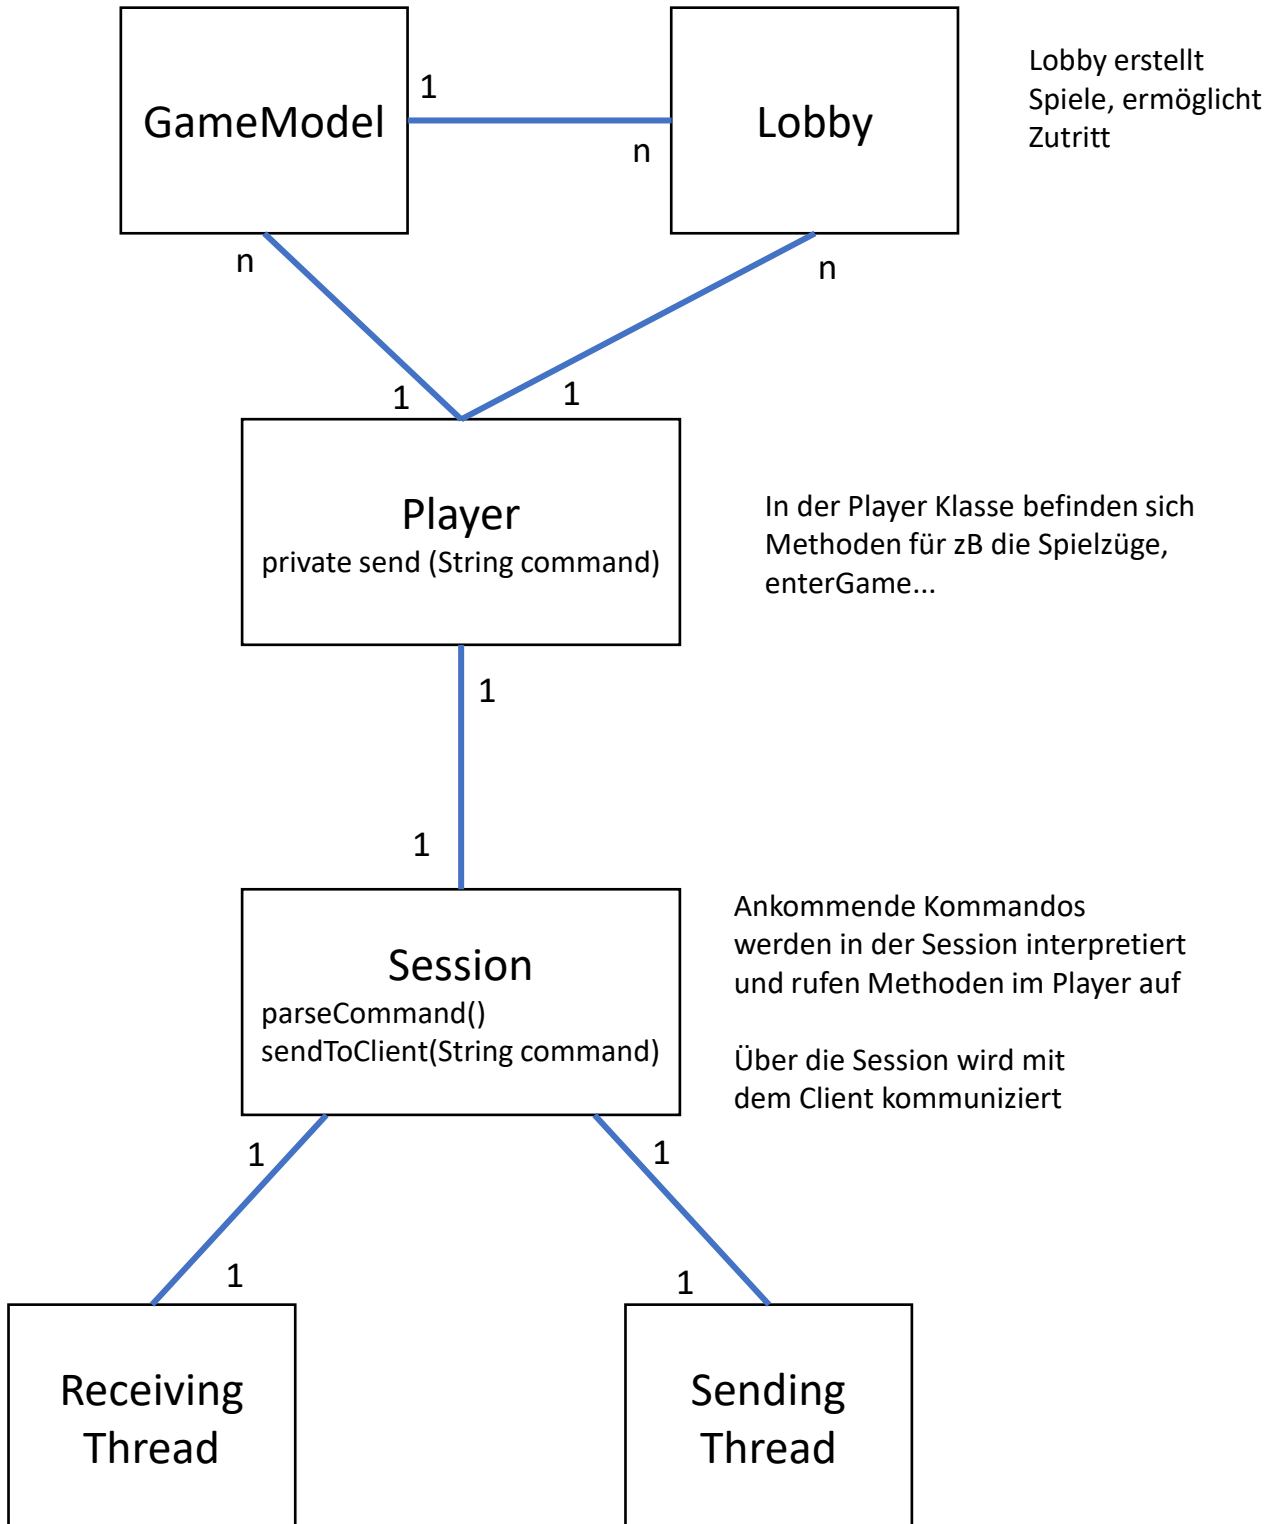 GameModel
1
n
Lobby
Lobby erstellt
Spiele, ermöglicht
Zutritt
n
n
1
1
Player
private send (String command)
In der Player Klasse befinden sich
Methoden für zB die Spielzüge,
enterGame...
1
1
Session
parseCommand()
sendToClient(String command)
Ankommende Kommandos
werden in der Session interpretiert
und rufen Methoden im Player auf
Über die Session wird mit
dem Client kommuniziert
1
1
1
1
Receiving
Thread
Sending
Thread